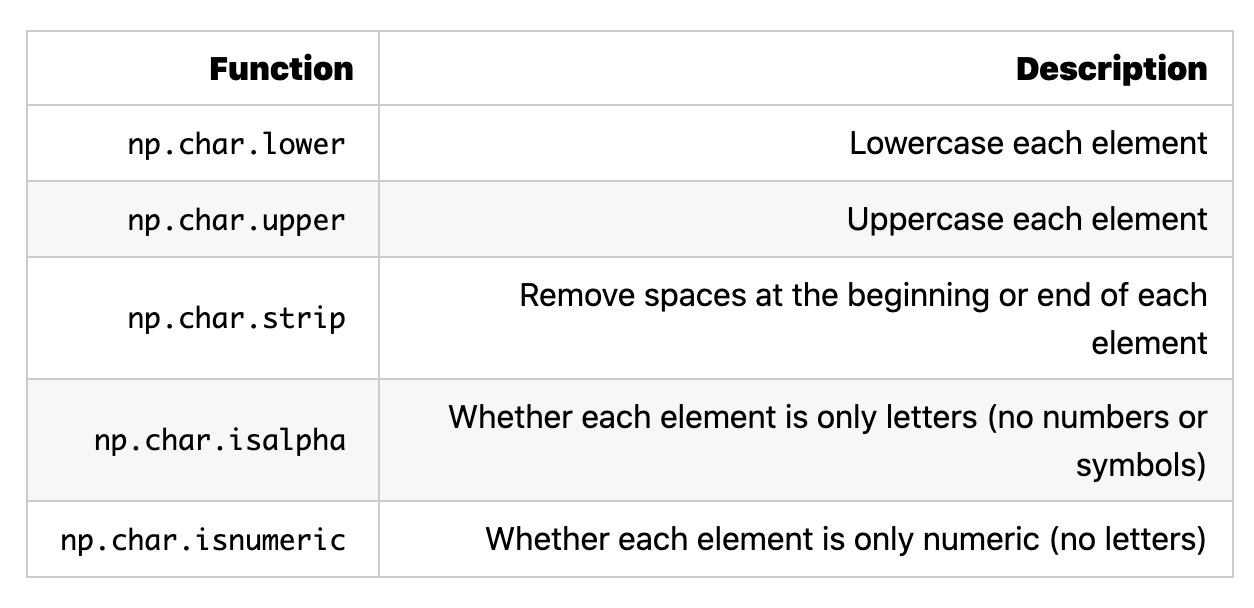 Function Description
np.char.lower Lowercase each element
np.char.upper Uppercase each element
np.char.strip Remove spaces at the beginning or end of each
element
np.char.isalpha Whether each element is only letters (no numbers or
symbols)
np.char.isnumeric Whether each element is only numeric (no letters)